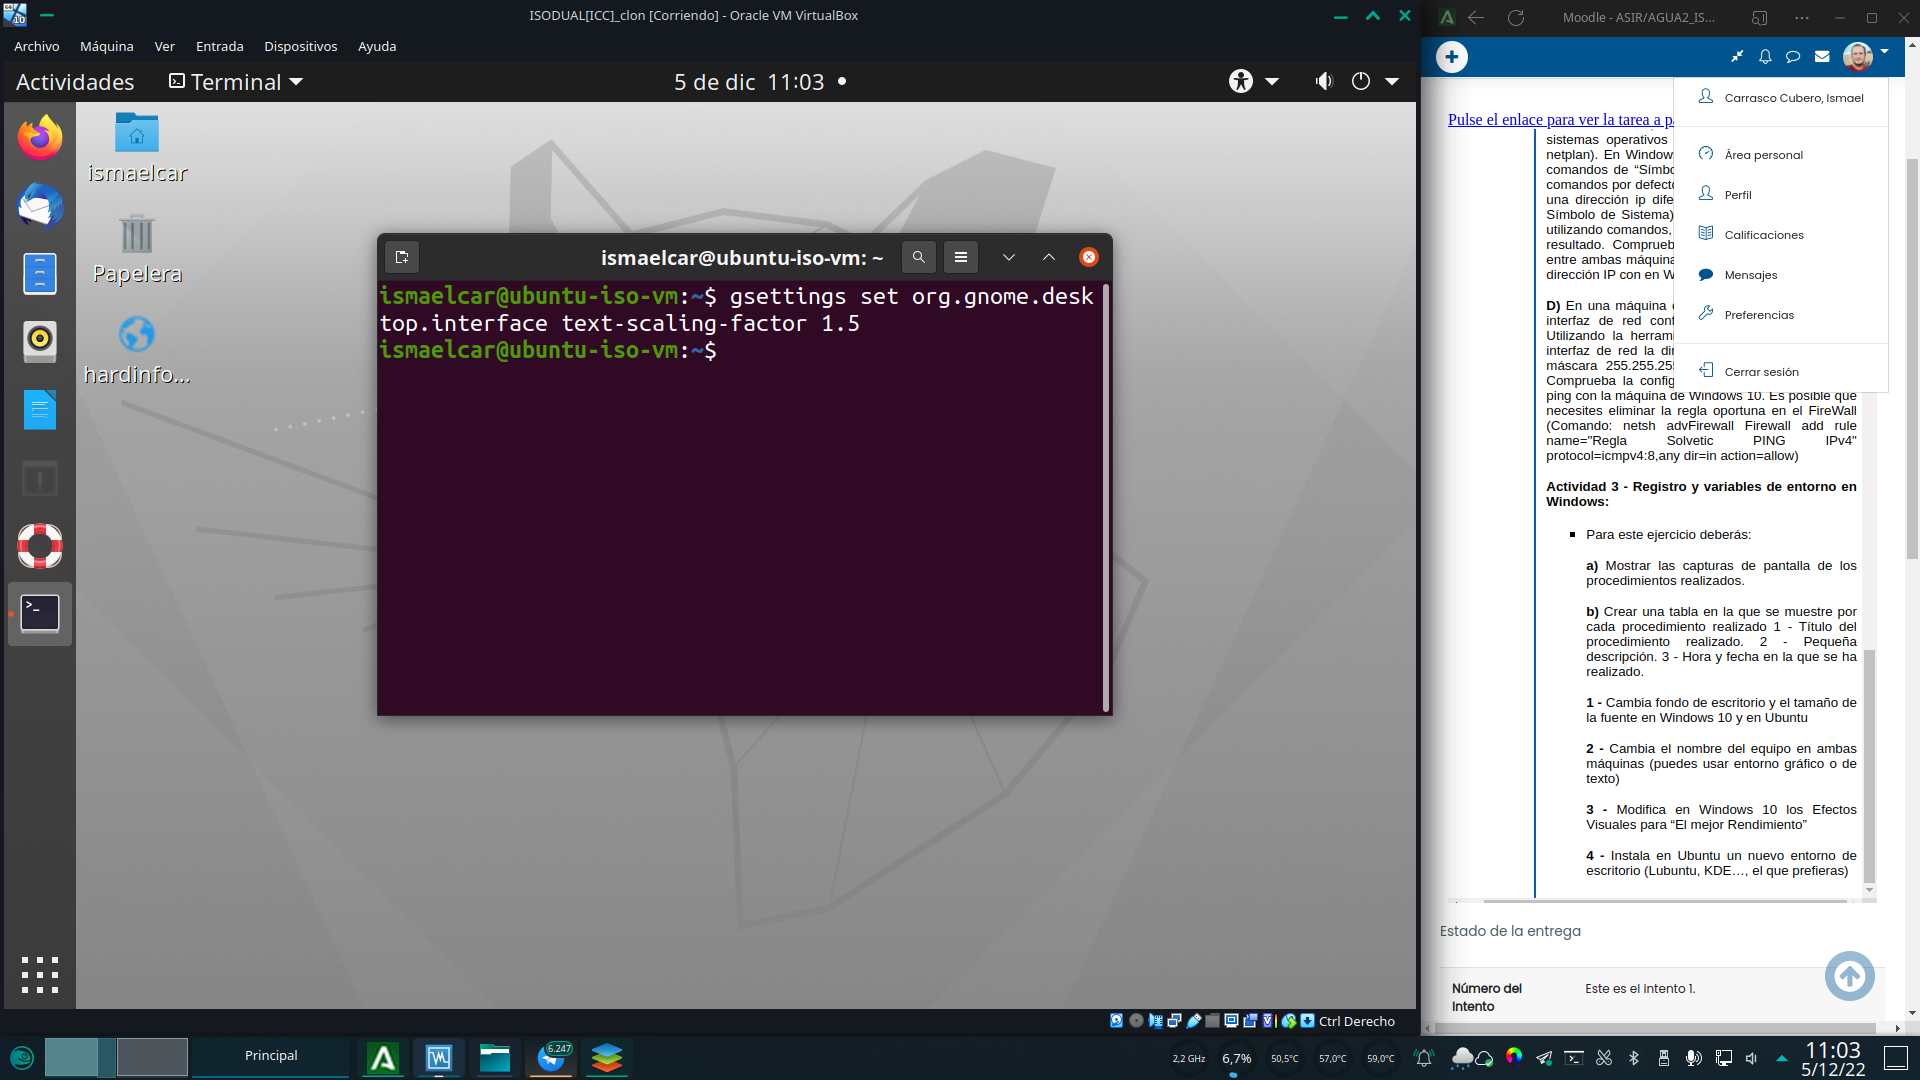 ISODUAL[ICC]_clon [Corriendo] - Oracle VM VirtualBox
Archivo Máquina Ver Entrada Dispositivos Ayuda
Actividades Terminal 5 de dic 11:03
ismaelcar
Papelera
hardinfo...
ismaelcar@ubuntu-iso-vm: ~
ismaelcar@ubuntu-iso-vm:~$ gsettings set org.gnome.desk
top.interface text-scaling-factor 1.5
ismaelcar@ubuntu-iso-vm:~$
Ctrl Derecho
Moodle - ASIR/AGUA2_IS...
Carrasco Cubero, Ismael
Área personal
Perfil
Calificaciones
Mensajes
Preferencias
Cerrar sesión
Pulse el enlace para ver la tarea a
sistemas operativos
netplan). En Windows
comandos de “Símbo
comandos por defecto
una dirección ip dife
Símbolo de Sistema)
utilizando comandos,
resultado. Comprueb
entre ambas máquina
dirección IP con en W
D) En una máquina
interfaz de red conf
Utilizando la herram
interfaz de red la di
máscara 255.255.255
Comprueba la config
ping con la máquina de Windows 10. Es posible que
necesites eliminar la regla oportuna en el FireWall
(Comando: netsh advFirewall Firewall add rule
name="Regla Solvetic PING IPv4"
protocol=icmpv4:8,any dir=in action=allow)
Actividad 3 - Registro y variables de entorno en
Windows:
Para este ejercicio deberás:
a) Mostrar las capturas de pantalla de los
procedimientos realizados.
b) Crear una tabla en la que se muestre por
cada procedimiento realizado 1 - Título del
procedimiento realizado. 2 - Pequeña
descripción. 3 - Hora y fecha en la que se ha
realizado.
1 - Cambia fondo de escritorio y el tamaño de
la fuente en Windows 10 y en Ubuntu
2 - Cambia el nombre del equipo en ambas
máquinas (puedes usar entorno gráfico o de
texto)
3 - Modifica en Windows 10 los Efectos
Visuales para “El mejor Rendimiento”
4 - Instala en Ubuntu un nuevo entorno de
escritorio (Lubuntu, KDE…, el que prefieras)
Estado de la entrega
Número del
intento
Este es el intento 1.
Principal
6.247
2,2 GHz
6,7%
50,5°C
57,0°C
59,0°C
11:03
5/12/22